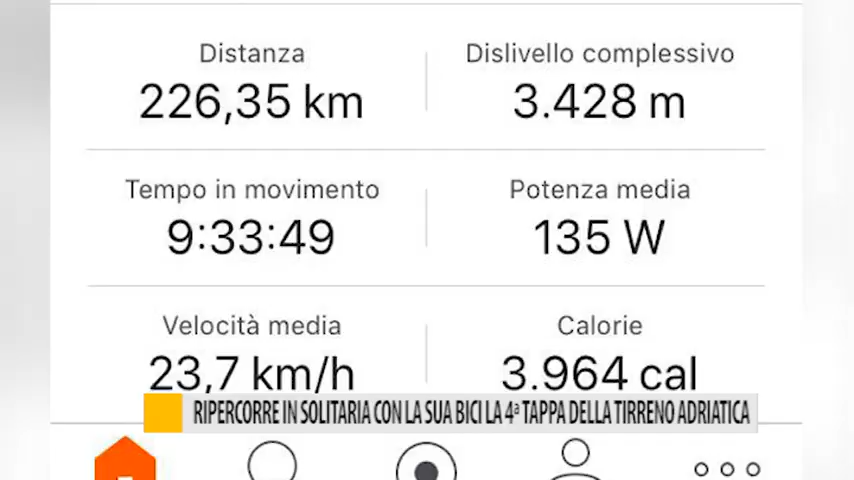 Distanza
Dislivello complessivo
226,35 km
3.428 m
Tempo in movimento
Potenza media
9:33:49
135 W
Velocità media
Calorie
23,7 km/h
3.964 cal
RIPERCORRE IN SOLITARIA CON LA SUA BICI LA 4ª TAPPA DELLA TIRRENO ADRIATICA